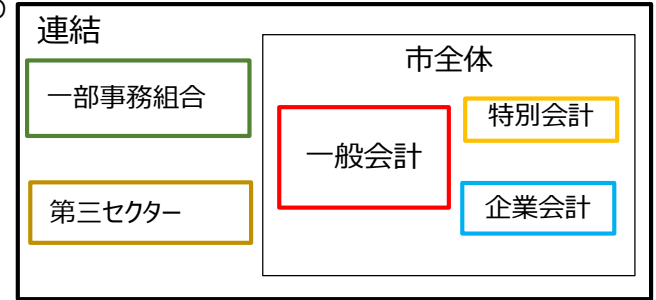 連結
市全体
一部事務組合
特別会計
一般会計
第三セクター
企業会計